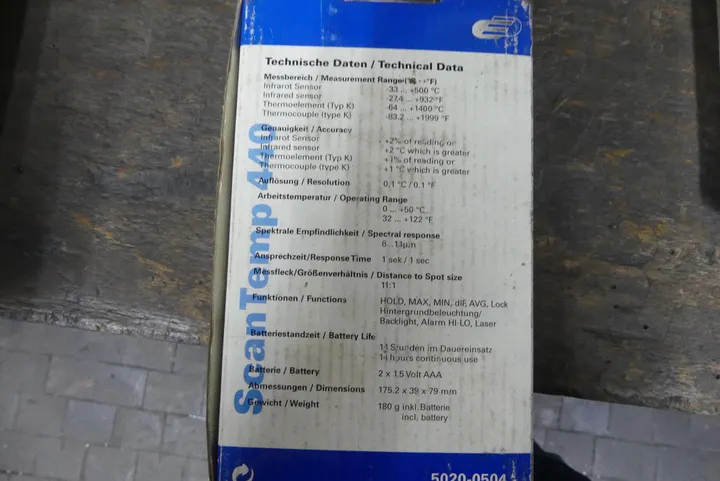 Technische Daten / Technical Data
Messbereich / Measurement Range (°F)
Infrarot Sensor -33 ... +500 °C
Infrared sensor -27.4 ... +932 °F
Thermoelement (Typ K) -64 ... +1400 °C
Thermocouple (type K) -83.2 ... +1999 °F
Genauigkeit / Accuracy
Infrarot Sensor +2% of reading or
Infrared sensor +2 °C which is greater
Thermoelement (Typ K) +1% of reading or
Thermocouple (type K) +1 °C which is greater
Auflösung / Resolution 0,1 °C / 0.1 °F
Arbeitstemperatur / Operating Range
0 ... +50 °C
32 ... +122 °F
Spektrale Empfindlichkeit / Spectral response
8...14µm
Ansprechzeit/Response Time 1 sek / 1 sec
Messfleck/Größenverhältnis / Distance to Spot size
11:1
Funktionen / Functions HOLD, MAX, MIN, dIF, AVG, Lock
Hintergrundbeleuchtung/
Backlight, Alarm HI-LO, Laser
Batteriestandzeit / Battery Life
14 Stunden im Dauereinsatz
14 hours continuous use
Batterie / Battery 2 x 1.5 Volt AAA
Abmessungen / Dimensions 175.2 x 39 x 79 mm
Gewicht / Weight 180 g inkl. Batterie
incl. battery
ScanTemp 440
5020-0504